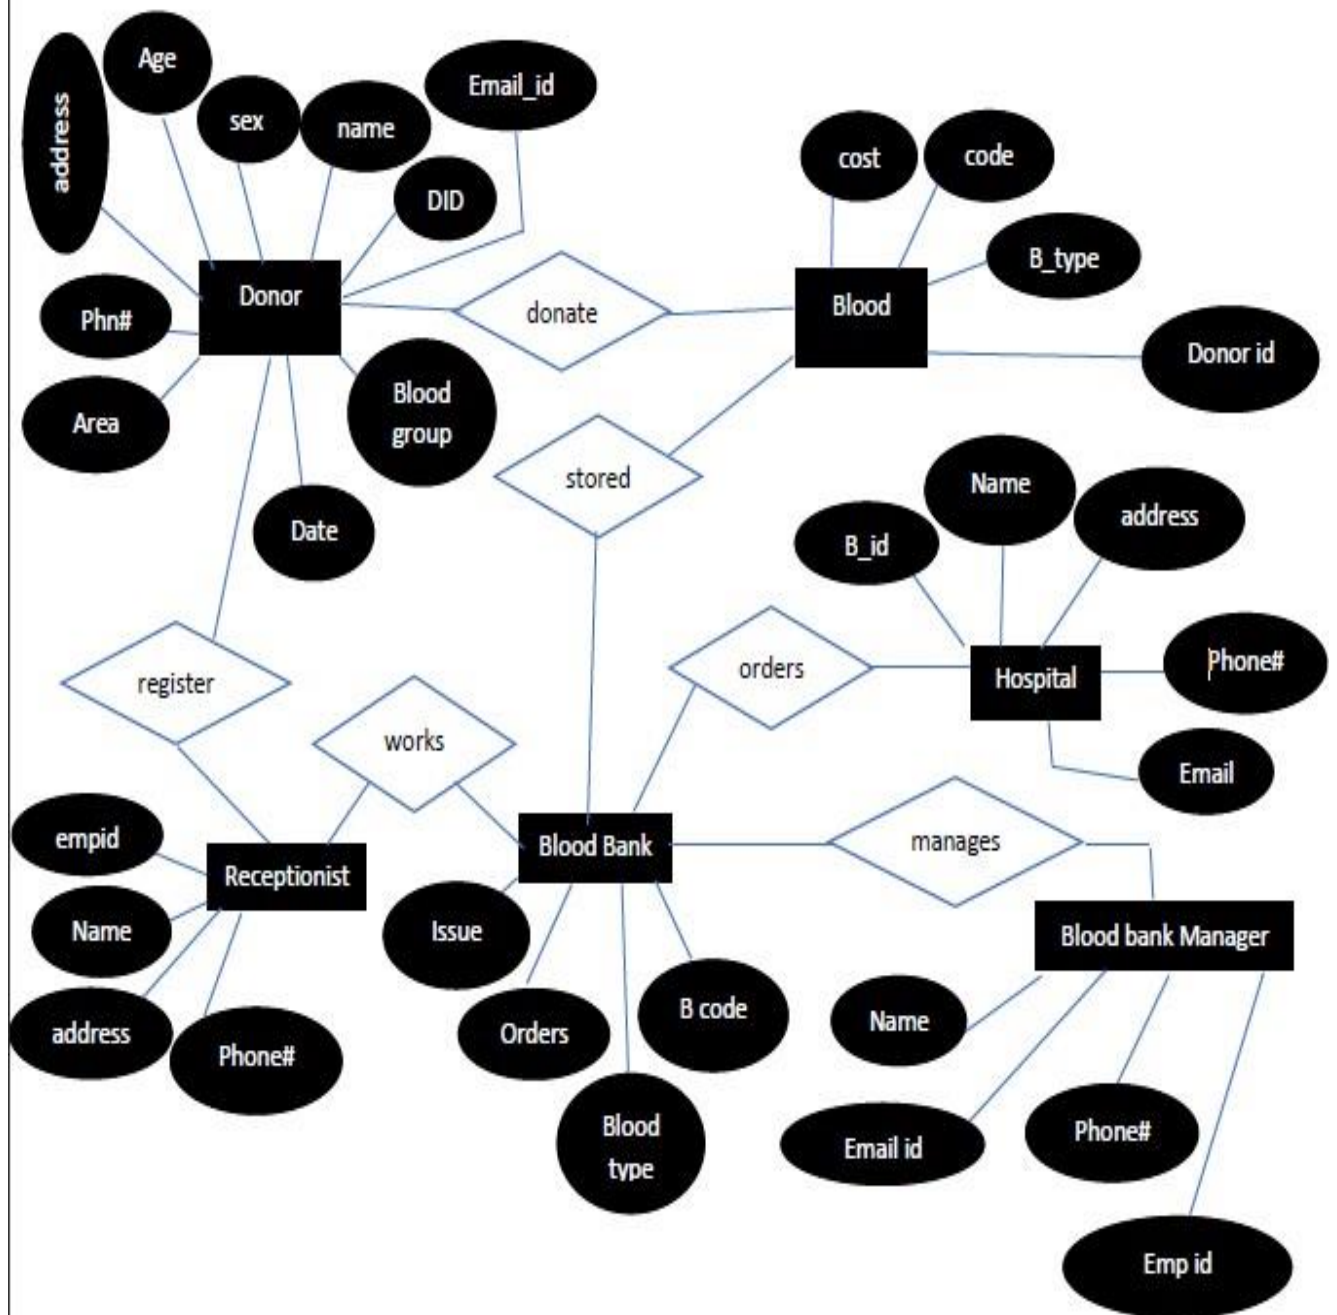 Age
address
sex
name
Email_id
DID
cost
code
B_type
Donor
donate
Blood
Phn#
Donor id
Area
Blood
group
stored
Date
Name
address
B_id
register
works
orders
Hospital
Phone#
Email
empid
Receptionist
Blood Bank
manages
Name
Issue
Blood bank Manager
address
Phone#
Orders
B code
Name
Blood
type
Email id
Phone#
Emp id